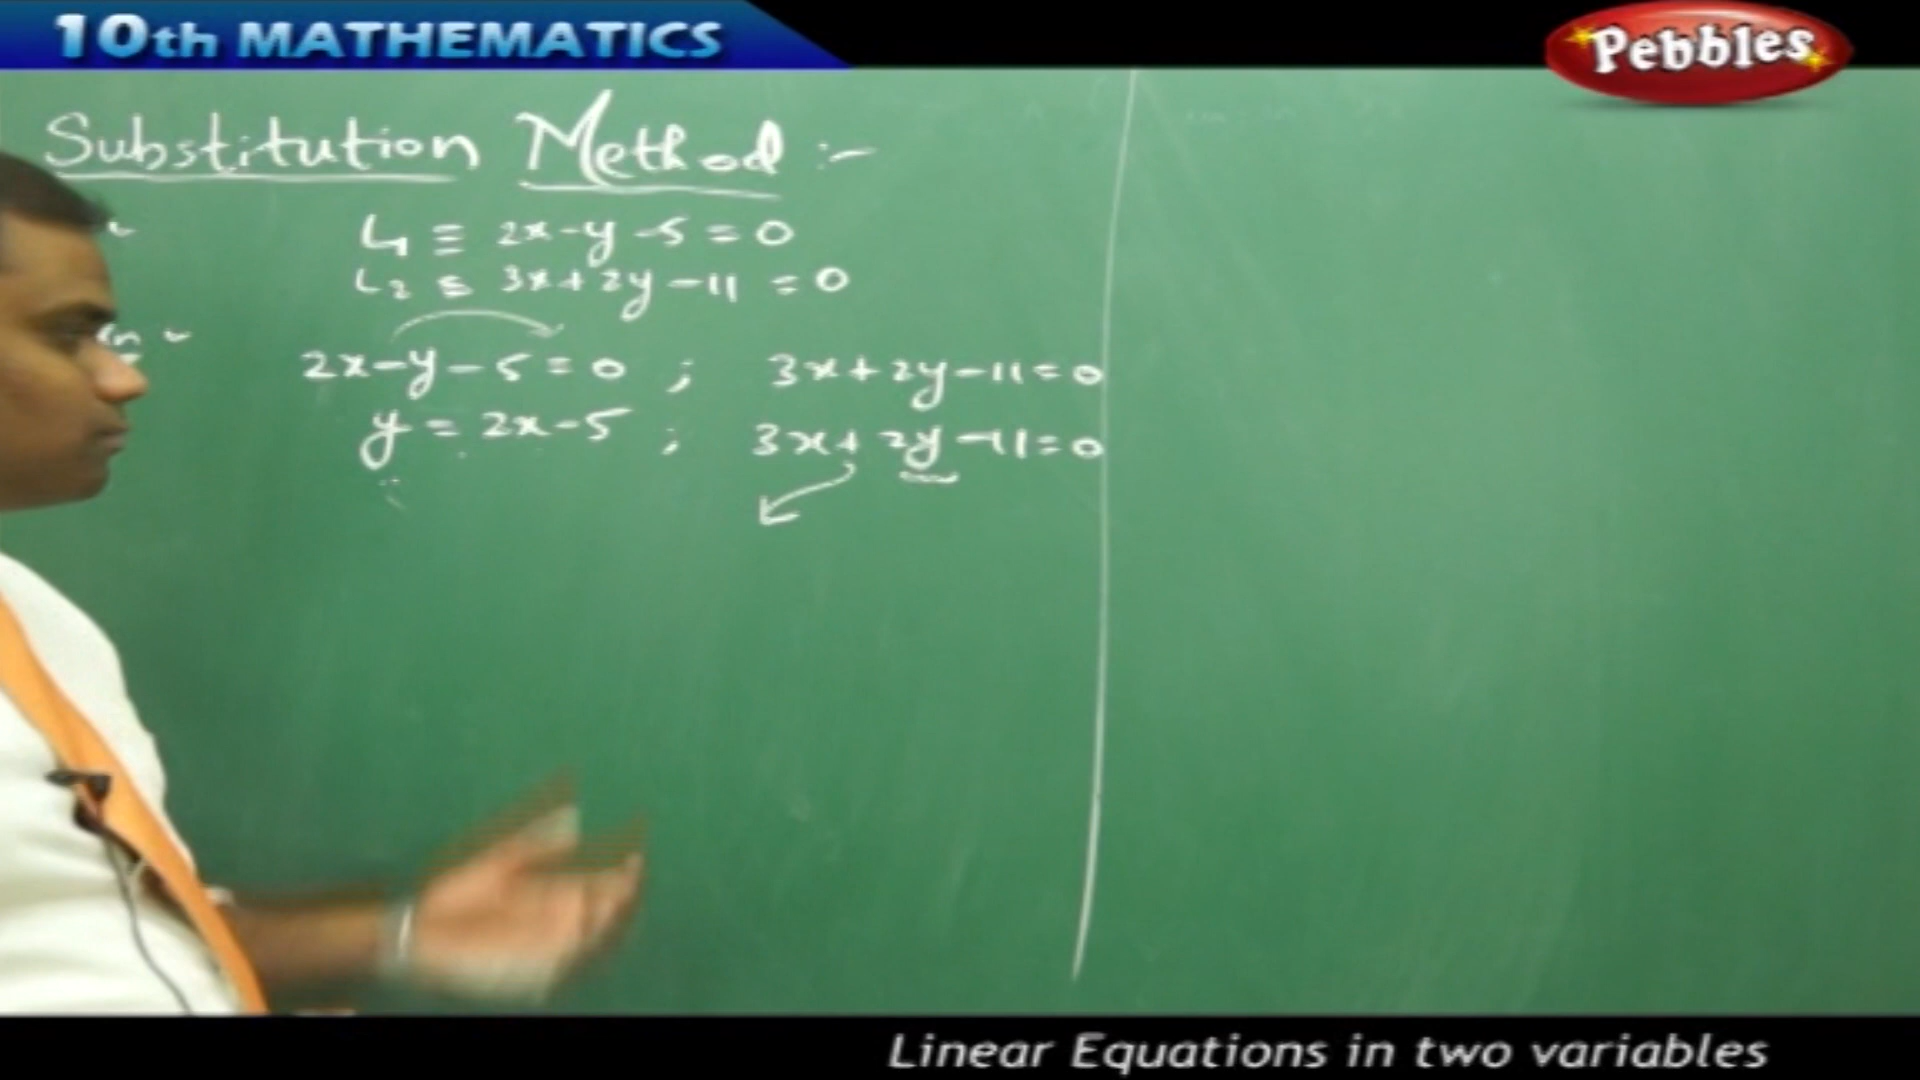 10th MATHEMATICS
Pebbles
Substitution Method :-
L1 ≡ 2x-y-5=0
L2 ≡ 3x+2y-11=0
2x-y-5=0 ; 3x+2y-11=0
y = 2x-5 ; 3x+2y-11=0
Linear Equations in two variables